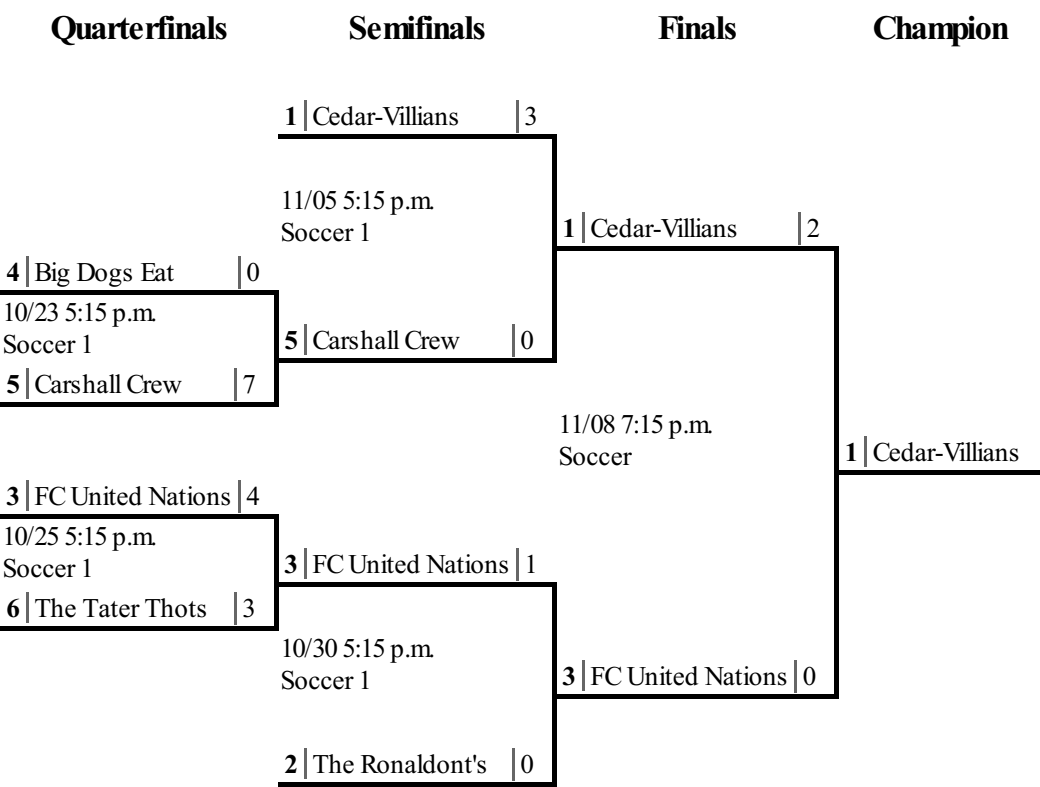 Quarterfinals Semifinals Finals Champion
1 Cedar-Villians 3
11/05 5:15 p.m.
Soccer 1
1 Cedar-Villians 2
4 Big Dogs Eat 0
10/23 5:15 p.m.
Soccer 1
5 Carshall Crew 0
5 Carshall Crew 7
11/08 7:15 p.m.
Soccer
1 Cedar-Villians
3 FC United Nations 4
10/25 5:15 p.m.
Soccer 1
3 FC United Nations 1
6 The Tater Thots 3
10/30 5:15 p.m.
Soccer 1
3 FC United Nations 0
2 The Ronaldont's 0